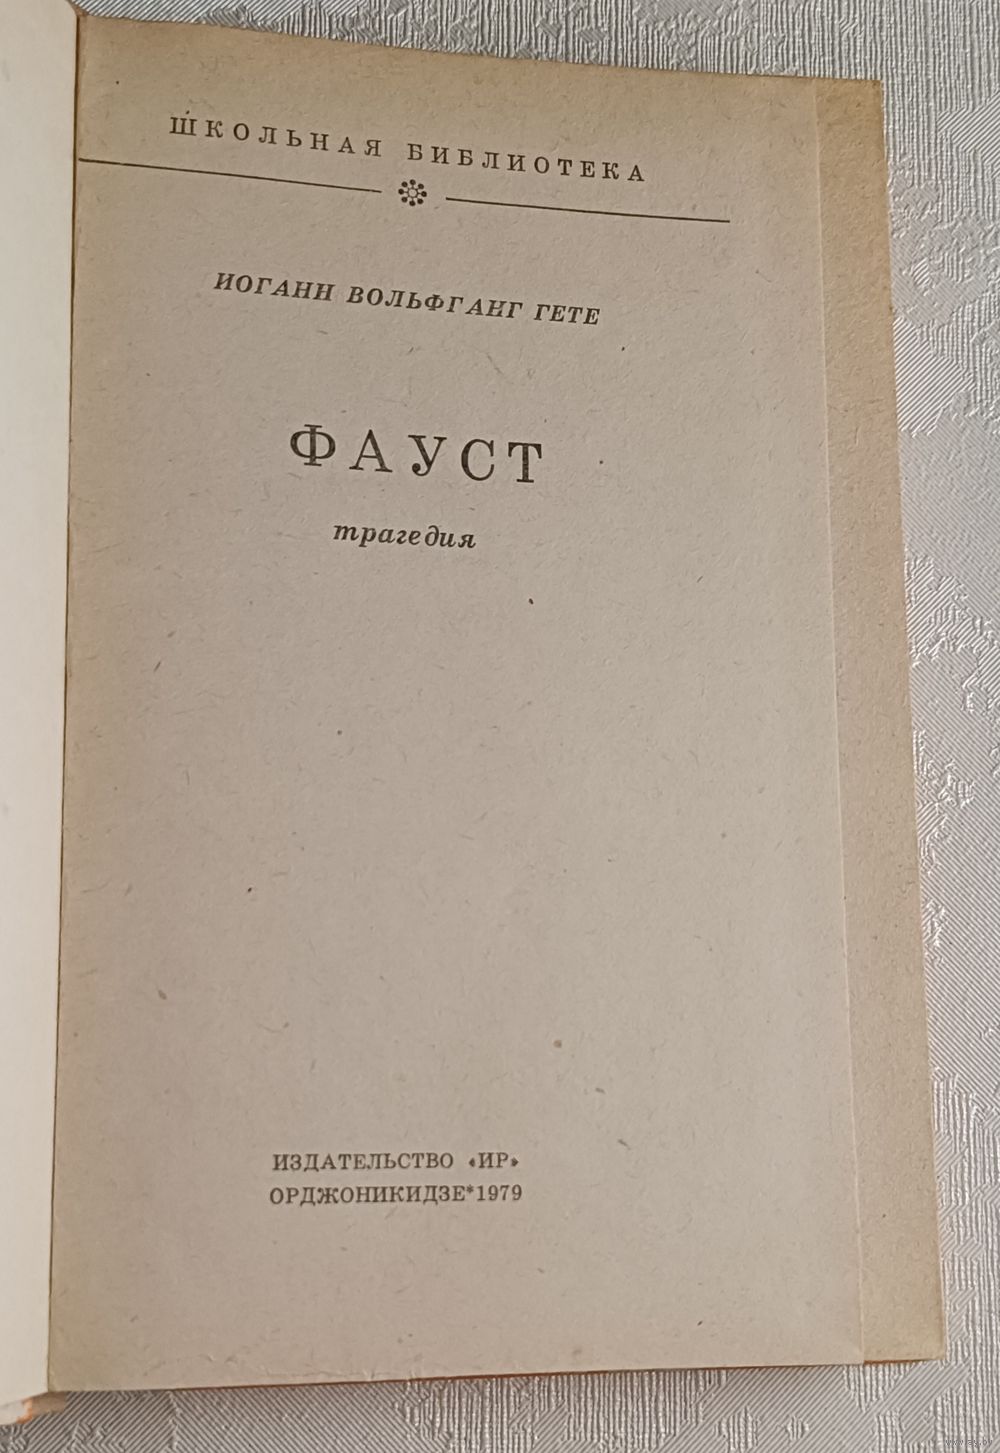 ШКОЛЬНАЯ БИБЛИОТЕКА
ИОГАНН ВОЛЬФГАНГ ГЕТЕ
ФАУСТ
трагедия
ИЗДАТЕЛЬСТВО «ИР»
ОРДЖОНИКИДЗЕ*1979